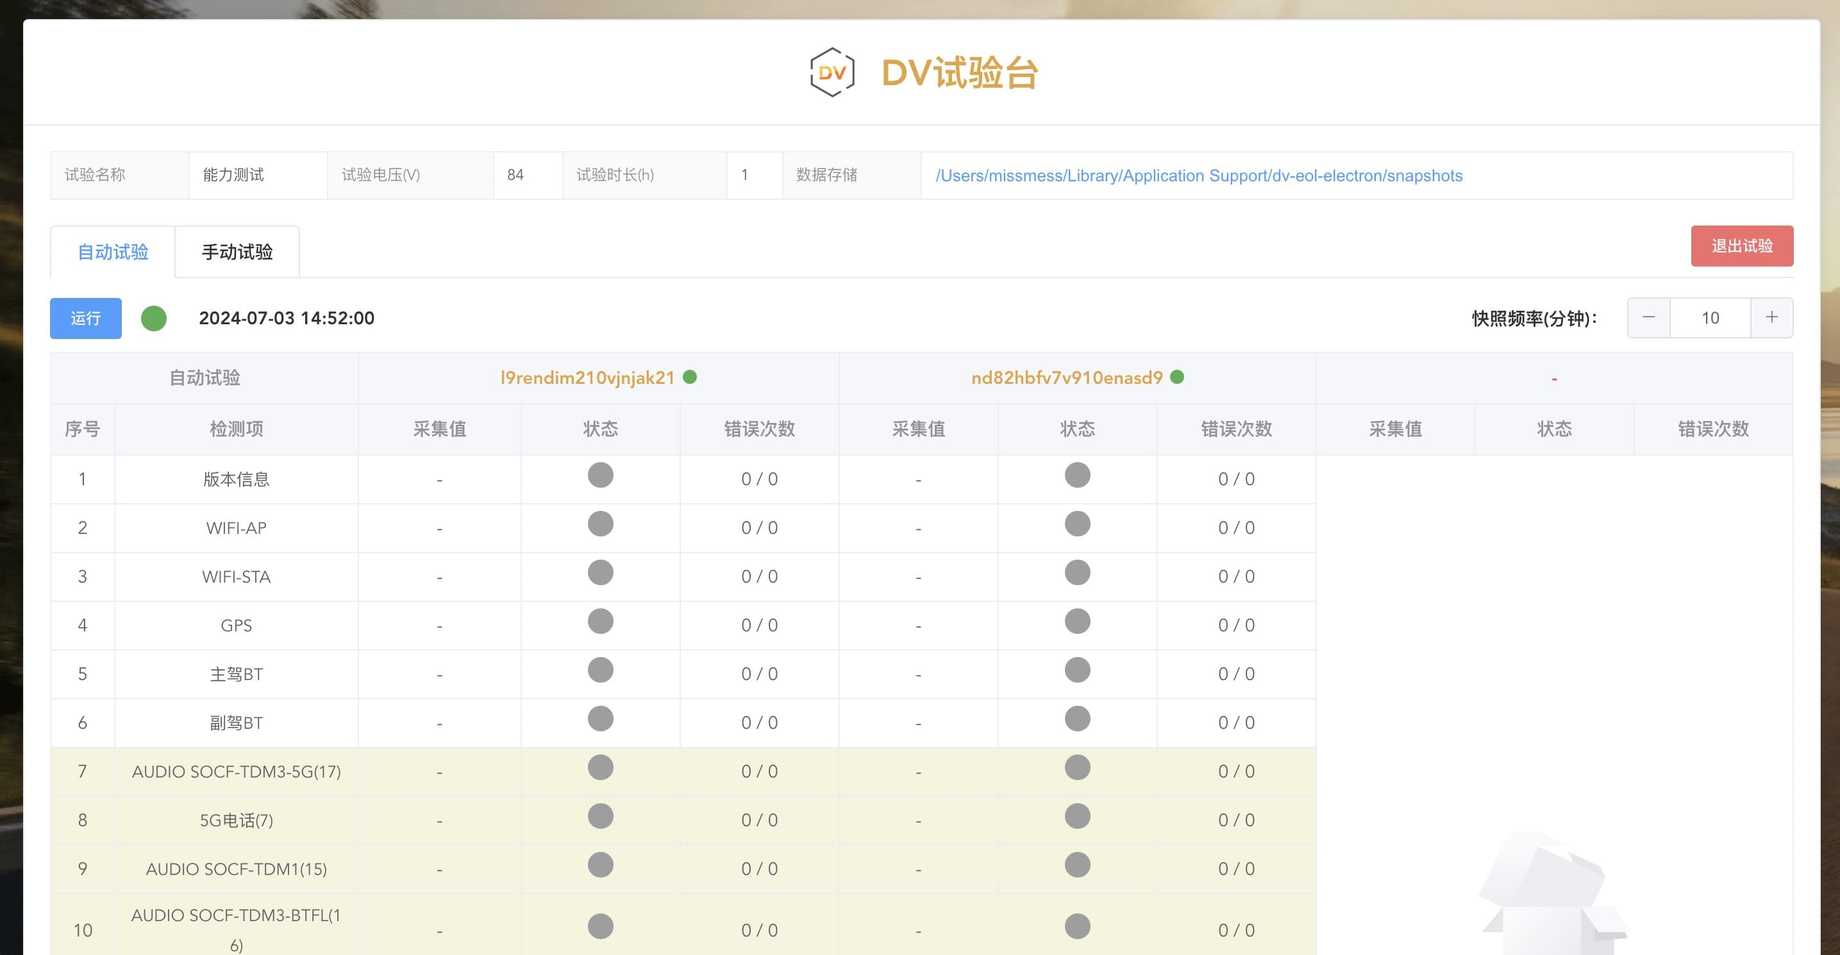 DV DV试验台
试验名称 能力测试 试验电压(V) 84 试验时长(h) 1 数据存储 /Users/missmess/Library/Application Support/dv-eol-electron/snapshots
自动试验 手动试验 退出试验
运行 2024-07-03 14:52:00 快照频率(分钟): − 10 +
自动试验 l9rendim210vjnjak21 nd82hbfv7v910enasd9 -
序号 检测项 采集值 状态 错误次数 采集值 状态 错误次数 采集值 状态 错误次数
1 版本信息 - 0 / 0 - 0 / 0
2 WIFI-AP - 0 / 0 - 0 / 0
3 WIFI-STA - 0 / 0 - 0 / 0
4 GPS - 0 / 0 - 0 / 0
5 主驾BT - 0 / 0 - 0 / 0
6 副驾BT - 0 / 0 - 0 / 0
7 AUDIO SOCF-TDM3-5G(17) - 0 / 0 - 0 / 0
8 5G电话(7) - 0 / 0 - 0 / 0
9 AUDIO SOCF-TDM1(15) - 0 / 0 - 0 / 0
10 AUDIO SOCF-TDM3-BTFL(1 - 0 / 0 - 0 / 0
6)